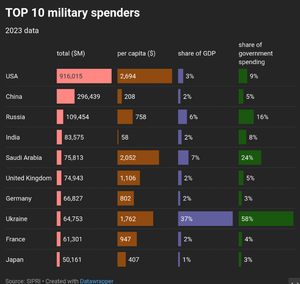 TOP 10 military spenders
2023 data
total ($M) per capita ($) share of GDP share of government spending
USA 916,015 2,694 3% 9%
China 296,439 208 2% 5%
Russia 109,454 758 6% 16%
India 83,575 58 2% 8%
Saudi Arabia 75,813 2,052 7% 24%
United Kingdom 74,943 1,106 2% 5%
Germany 66,827 802 2% 3%
Ukraine 64,753 1,762 37% 58%
France 61,301 947 2% 4%
Japan 50,161 407 1% 3%
Source: SIPRI • Created with Datawrapper